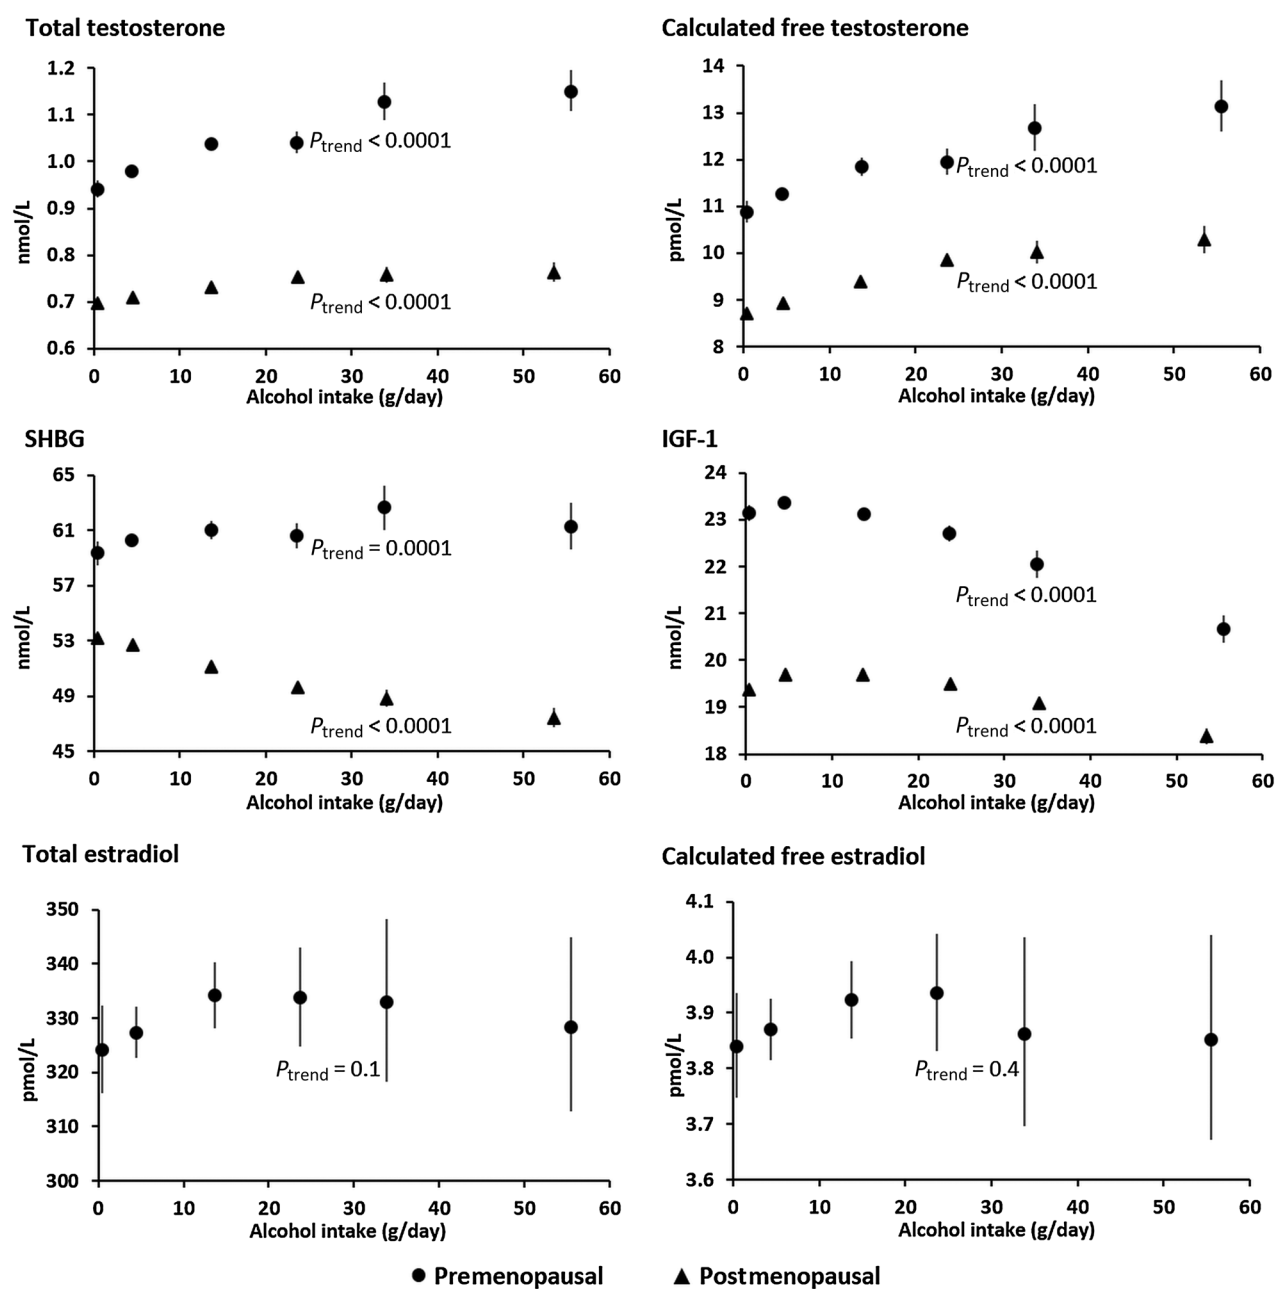 Total testosterone
1.2
1.1
1.0
0.9
0.8
0.7
0.6
nmol/L
Ptrend < 0.0001
Ptrend < 0.0001
0 10 20 30 40 50 60
Alcohol intake (g/day)
Calculated free testosterone
14
13
12
11
10
9
8
pmol/L
Ptrend < 0.0001
Ptrend < 0.0001
0 10 20 30 40 50 60
Alcohol intake (g/day)
SHBG
65
61
57
53
49
45
nmol/L
Ptrend = 0.0001
Ptrend < 0.0001
0 10 20 30 40 50 60
Alcohol intake (g/day)
IGF-1
24
23
22
21
20
19
18
nmol/L
Ptrend < 0.0001
Ptrend < 0.0001
0 10 20 30 40 50 60
Alcohol intake (g/day)
Total estradiol
350
340
330
320
310
300
pmol/L
Ptrend = 0.1
0 10 20 30 40 50 60
Alcohol intake (g/day)
Calculated free estradiol
4.1
4.0
3.9
3.8
3.7
3.6
pmol/L
Ptrend = 0.4
0 10 20 30 40 50 60
Alcohol intake (g/day)
Premenopausal
Postmenopausal